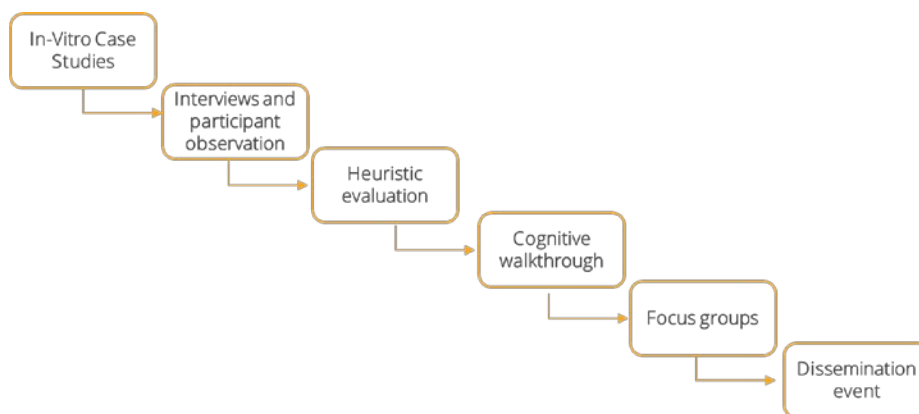 In-Vitro Case
Studies
Interviews and
participant
observation
Heuristic
evaluation
Cognitive
walkthrough
Focus groups
Dissemination
event